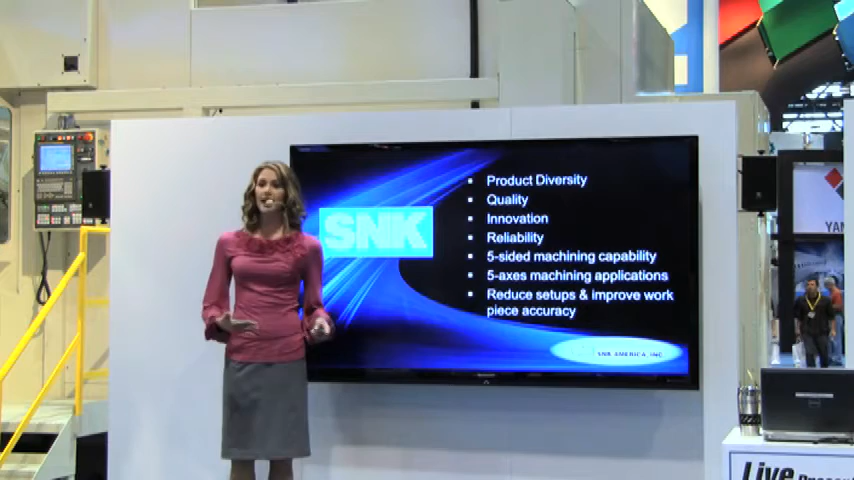 SNK
Product Diversity
Quality
Innovation
Reliability
5-sided machining capability
5-axes machining applications
Reduce setups & improve work
piece accuracy
SNK AMERICA, INC
YAN
Live